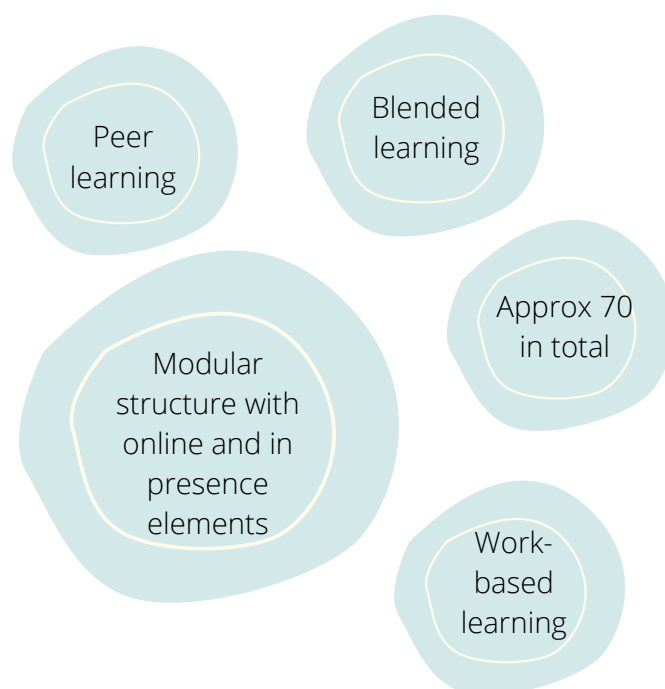 Peer
learning
Blended
learning
Approx 70
in total
Modular
structure with
online and in
presence
elements
Work-
based
learning